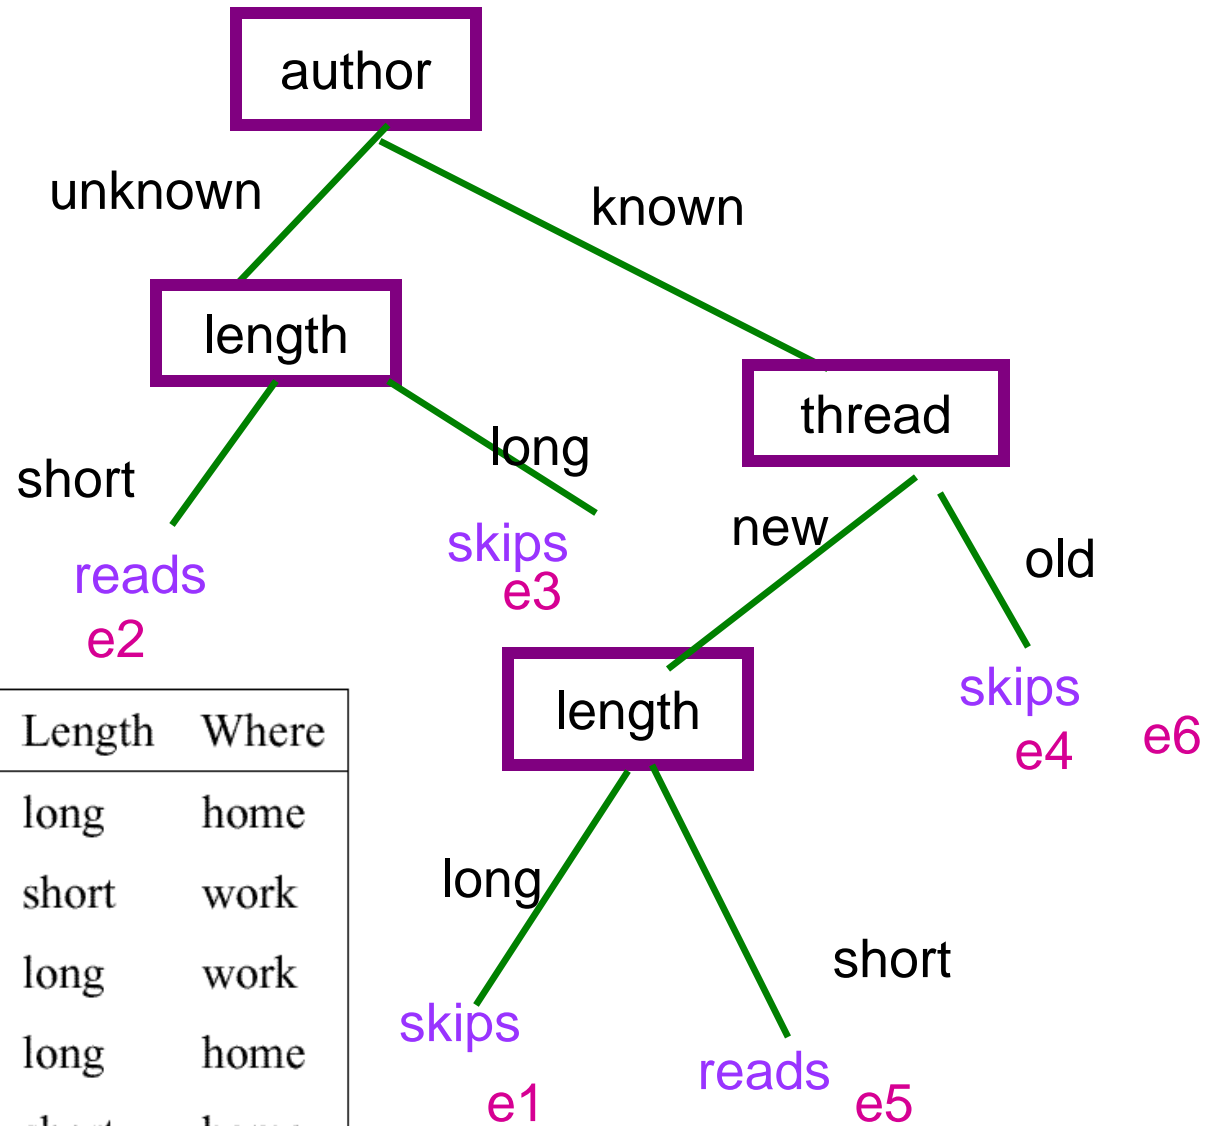 author
unknown
known
length
thread
short
long
new
old
reads
e2
skips
e3
skips
e4
e6
length
long
short
skips
e1
reads
e5
Length Where
long home
short work
long work
long home